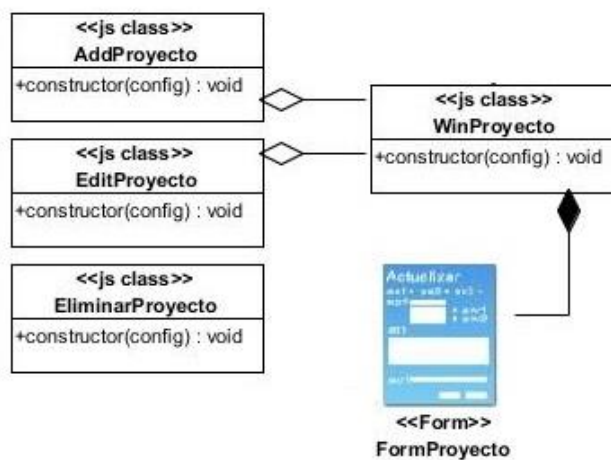 <<js class>>
AddProyecto
+constructor(config) : void
<<js class>>
EditProyecto
+constructor(config) : void
<<js class>>
EliminarProyecto
+constructor(config) : void
<<js class>>
WinProyecto
+constructor(config) : void
Actualizar
<<Form>>
FormProyecto